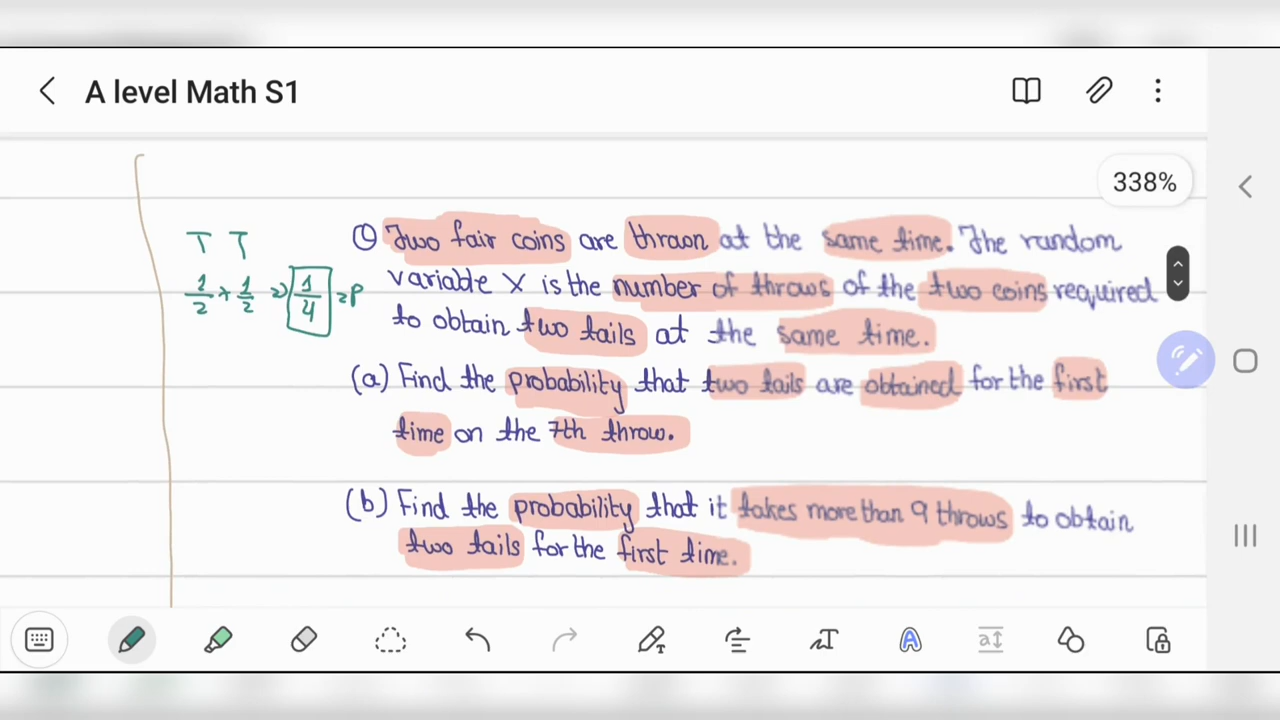 A level Math S1
338%
T T
1/2 + 1/2 => 1/4 = P
① Two fair coins are thraon at the same time. The random
variable X is the number of throws of the two coins required
to obtain two tails at the same time.
(a) Find the probability that two tails are obtained for the first
time on the 7th throw.
(b) Find the probability that it takes more than 9 throws to obtain
two tails for the first time.